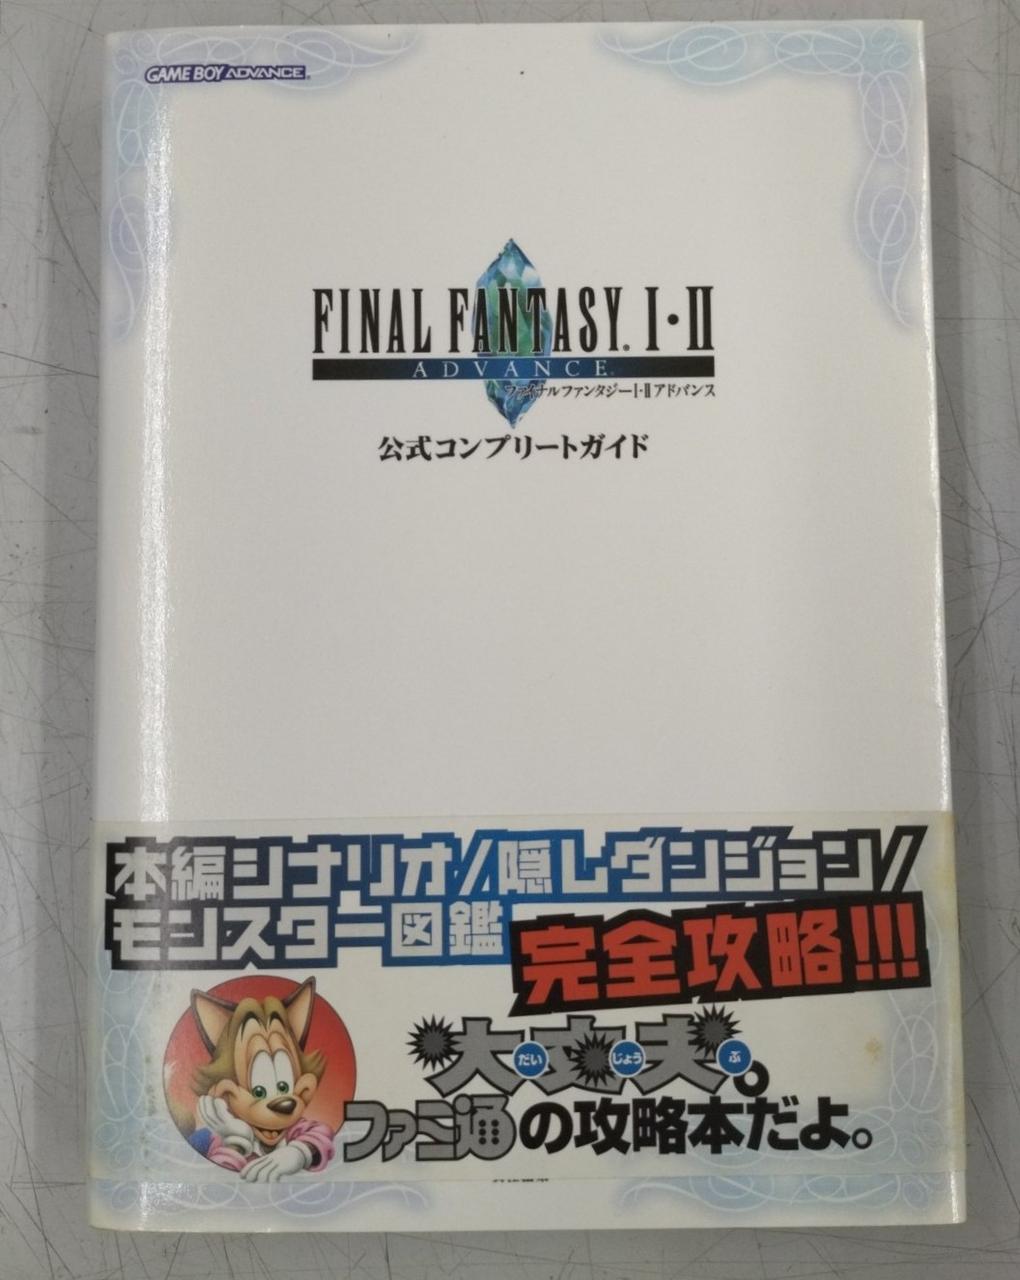 GAME BOY ADVANCE
FINAL FANTASY® I・II
ADVANCE
ファイナルファンタジーI・IIアドバンス
公式コンプリートガイド
本編シナリオ/隠しダンジョン/
モンスター図鑑 完全攻略!!!
大丈夫。
だい じょう ぶ
ファミ通の攻略本だよ。